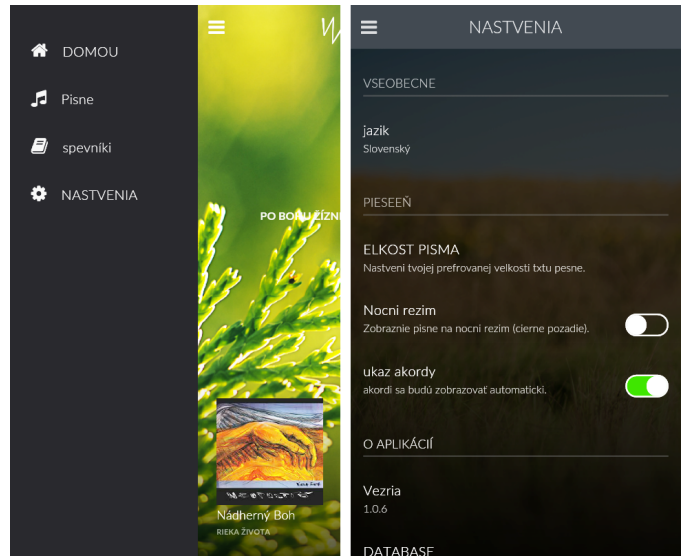 DOMOU
Pisne
spevníki
NASTVENIA
W
PO BOHU ŽÍZNI
Nádherný Boh
RIEKA ŽIVOTA
NASTVENIA
VSEOBECNE
jazik
Slovenský
PIESEEŇ
ELKOST PISMA
Nastveni tvojej prefrovanej velkosti txtu pesne.
Nocni rezim
Zobraznie pisne na nocni rezim (cierne pozadie).
ukaz akordy
akordi sa budú zobrazovať automaticki.
O APLIKÁCIÍ
Vezria
1.0.6
DATABASE